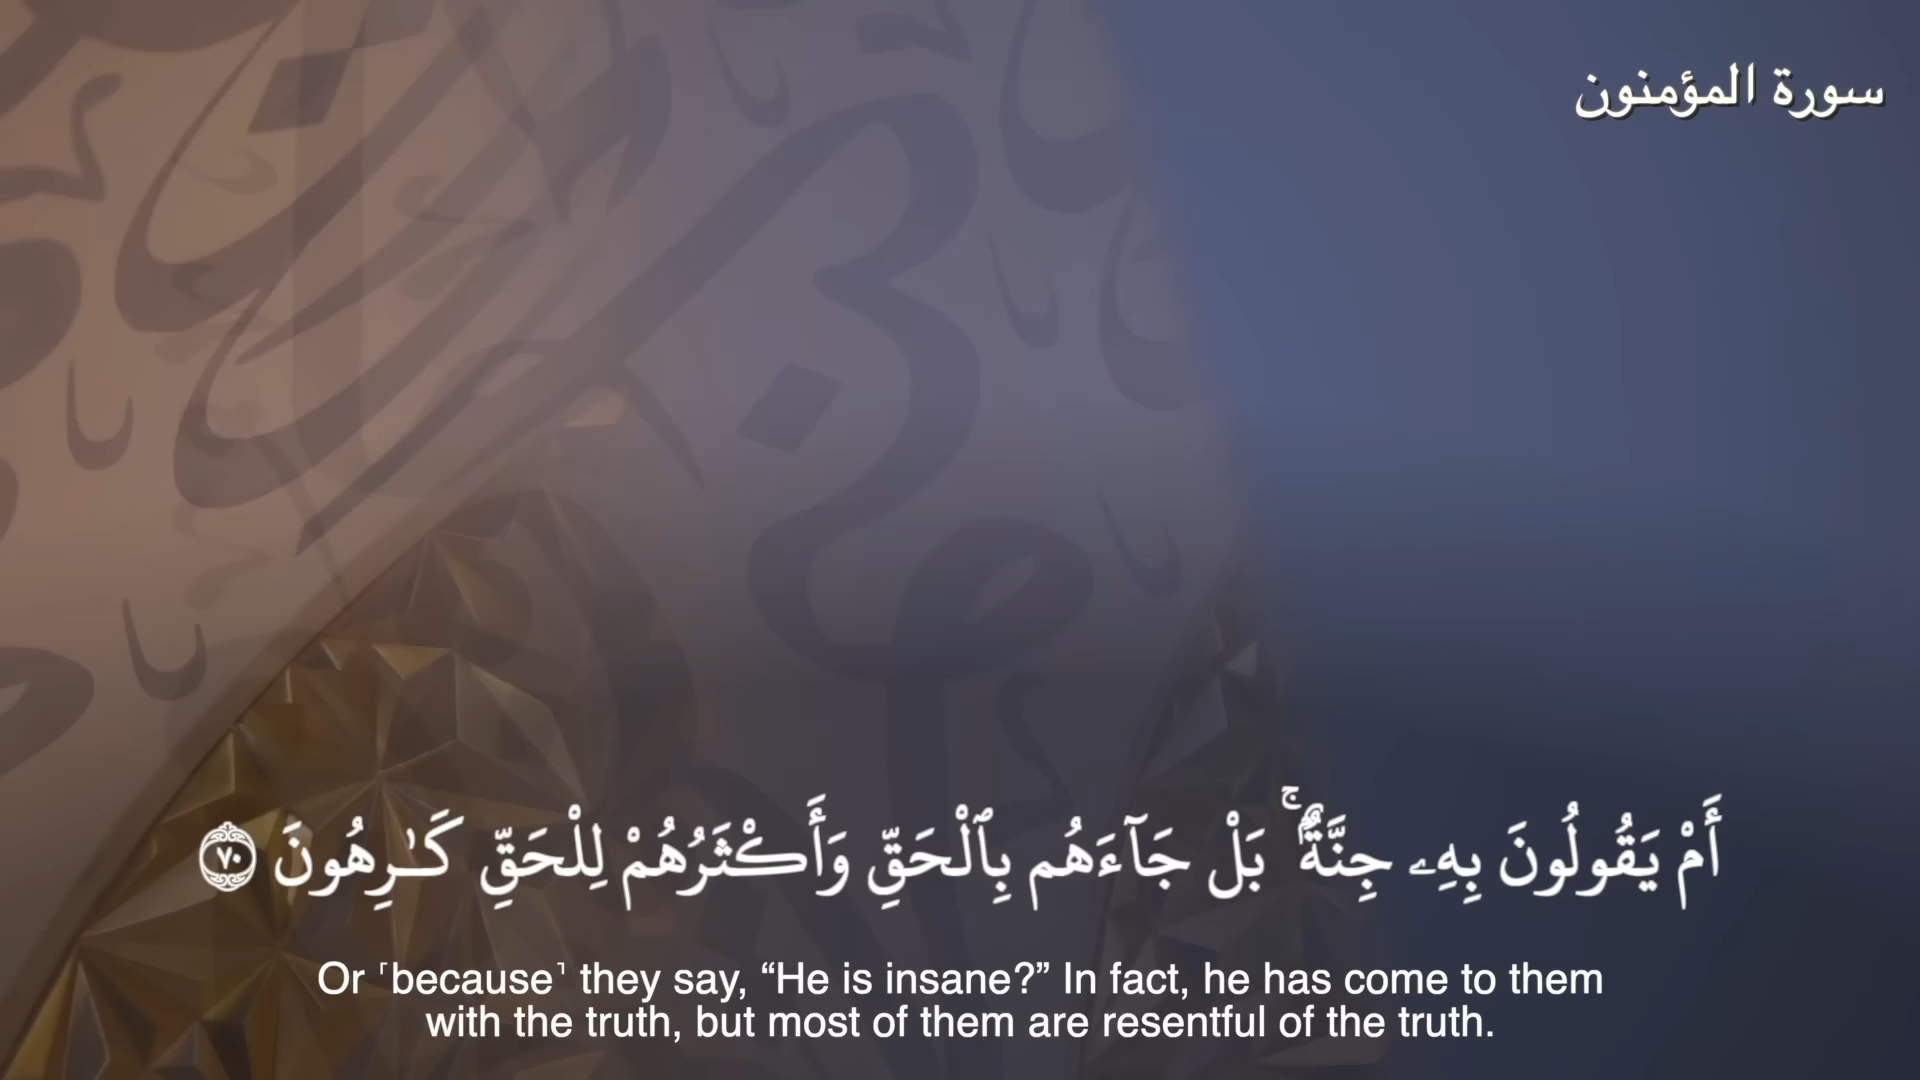 سورة المؤمنون
أَمْ يَقُولُونَ بِهِۦ جِنَّةٌۢ ۚ بَلْ جَآءَهُم بِٱلْحَقِّ وَأَكْثَرُهُمْ لِلْحَقِّ كَـٰرِهُونَ ٧٠
Or ⸢because⸣ they say, “He is insane?” In fact, he has come to them
with the truth, but most of them are resentful of the truth.